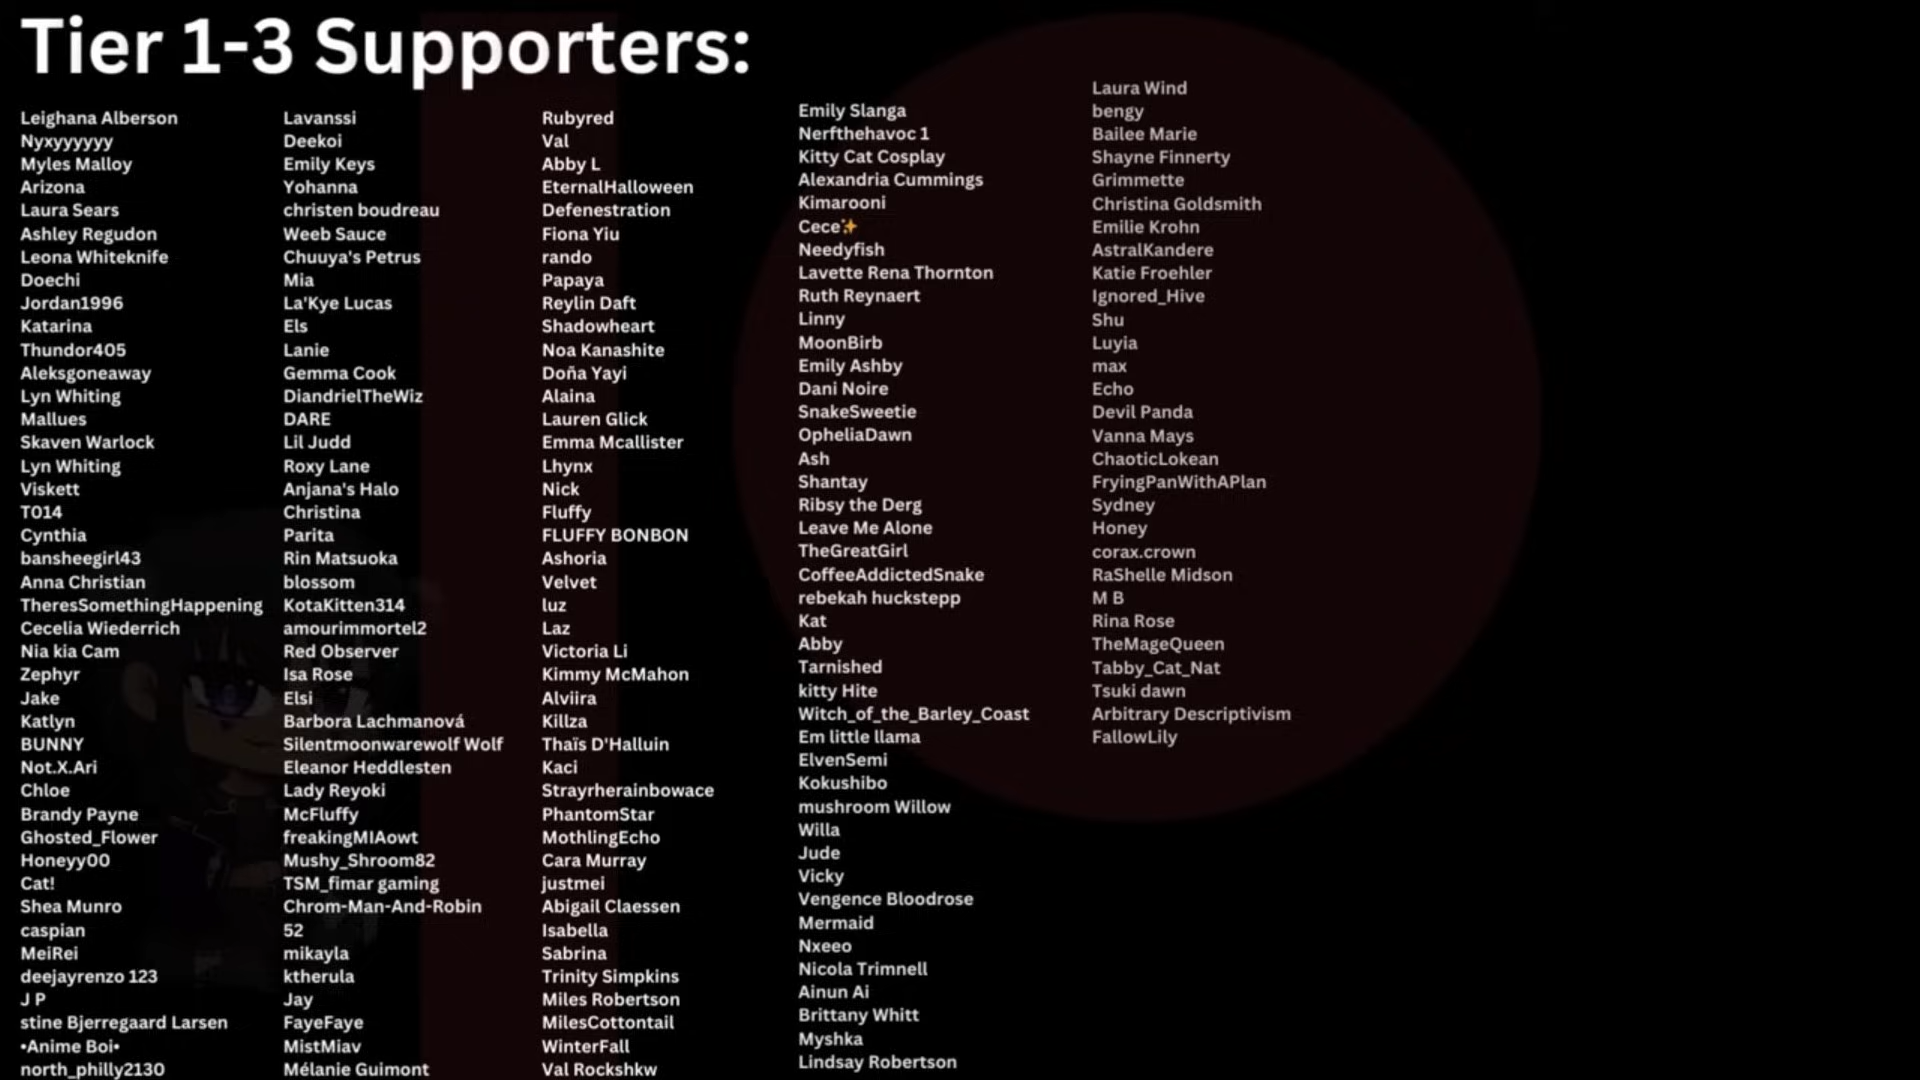 Tier 1-3 Supporters:
Leighana Alberson
Nyxyyyyyy
Myles Malloy
Arizona
Laura Sears
Ashley Regudon
Leona Whiteknife
Doechi
Jordan1996
Katarina
Thundor405
Aleksgoneaway
Lyn Whiting
Mallues
Skaven Warlock
Lyn Whiting
Viskett
T014
Cynthia
bansheegirl43
Anna Christian
TheresSomethingHappening
Cecelia Wiederrich
Nia kia Cam
Zephyr
Jake
Katlyn
BUNNY
Not.X.Ari
Chloe
Brandy Payne
Ghosted_Flower
Honeyy00
Cat!
Shea Munro
caspian
MeiRei
deejayrenzo 123
J P
stine Bjerregaard Larsen
•Anime Boi•
north_philly2130
Lavanssi
Deekoi
Emily Keys
Yohanna
christen boudreau
Weeb Sauce
Chuuya's Petrus
Mia
La'Kye Lucas
Els
Lanie
Gemma Cook
DiandrielTheWiz
DARE
Lil Judd
Roxy Lane
Anjana's Halo
Christina
Parita
Rin Matsuoka
blossom
KotaKitten314
amourimmortel2
Red Observer
Isa Rose
Elsi
Barbora Lachmanová
Silentmoonwarewolf Wolf
Eleanor Heddlesten
Lady Reyoki
McFluffy
freakingMIAowt
Mushy_Shroom82
TSM_fimar gaming
Chrom-Man-And-Robin
52
mikayla
ktherula
Jay
FayeFaye
MistMiav
Mélanie Guimont
Rubyred
Val
Abby L
EternalHalloween
Defenestration
Fiona Yiu
rando
Papaya
Reylin Daft
Shadowheart
Noa Kanashite
Doña Yayi
Alaina
Lauren Glick
Emma Mcallister
Lhynx
Nick
Fluffy
FLUFFY BONBON
Ashoria
Velvet
luz
Laz
Victoria Li
Kimmy McMahon
Alviira
Killza
Thaïs D'Halluin
Kaci
Strayrherainbowace
PhantomStar
MothlingEcho
Cara Murray
justmei
Abigail Claessen
Isabella
Sabrina
Trinity Simpkins
Miles Robertson
MilesCottontail
WinterFall
Val Rockshkw
Emily Slanga
Nerfthehavoc 1
Kitty Cat Cosplay
Alexandria Cummings
Kimarooni
Cece✨
Needyfish
Lavette Rena Thornton
Ruth Reynaert
Linny
MoonBirb
Emily Ashby
Dani Noire
SnakeSweetie
OpheliaDawn
Ash
Shantay
Ribsy the Derg
Leave Me Alone
TheGreatGirl
CoffeeAddictedSnake
rebekah huckstepp
Kat
Abby
Tarnished
kitty Hite
Witch_of_the_Barley_Coast
Em little llama
ElvenSemi
Kokushibo
mushroom Willow
Willa
Jude
Vicky
Vengence Bloodrose
Mermaid
Nxeeo
Nicola Trimnell
Ainun Ai
Brittany Whitt
Myshka
Lindsay Robertson
Laura Wind
bengy
Bailee Marie
Shayne Finnerty
Grimmette
Christina Goldsmith
Emilie Krohn
AstralKandere
Katie Froehler
Ignored_Hive
Shu
Luyia
max
Echo
Devil Panda
Vanna Mays
ChaoticLokean
FryingPanWithAPlan
Sydney
Honey
corax.crown
RaShelle Midson
M B
Rina Rose
TheMageQueen
Tabby_Cat_Nat
Tsuki dawn
Arbitrary Descriptivism
FallowLily